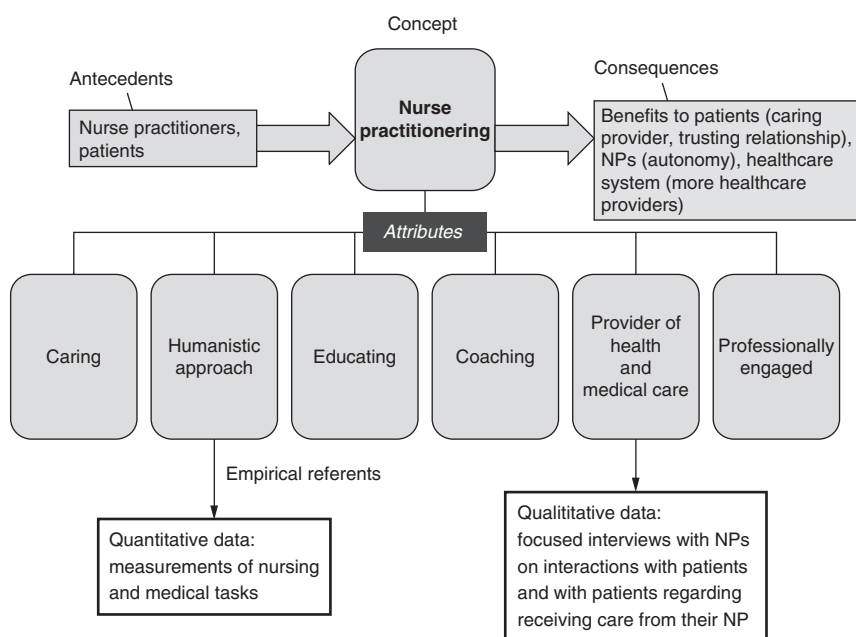 Concept
Antecedents
Consequences
Nurse practitioners,
patients
Nurse
practitionering
Benefits to patients (caring
provider, trusting relationship),
NPs (autonomy), healthcare
system (more healthcare
providers)
Attributes
Caring
Humanistic
approach
Educating
Coaching
Provider of
health
and
medical care
Professionally
engaged
Empirical referents
Quantitative data:
measurements of nursing
and medical tasks
Qualititative data:
focused interviews with NPs
on interactions with patients
and with patients regarding
receiving care from their NP